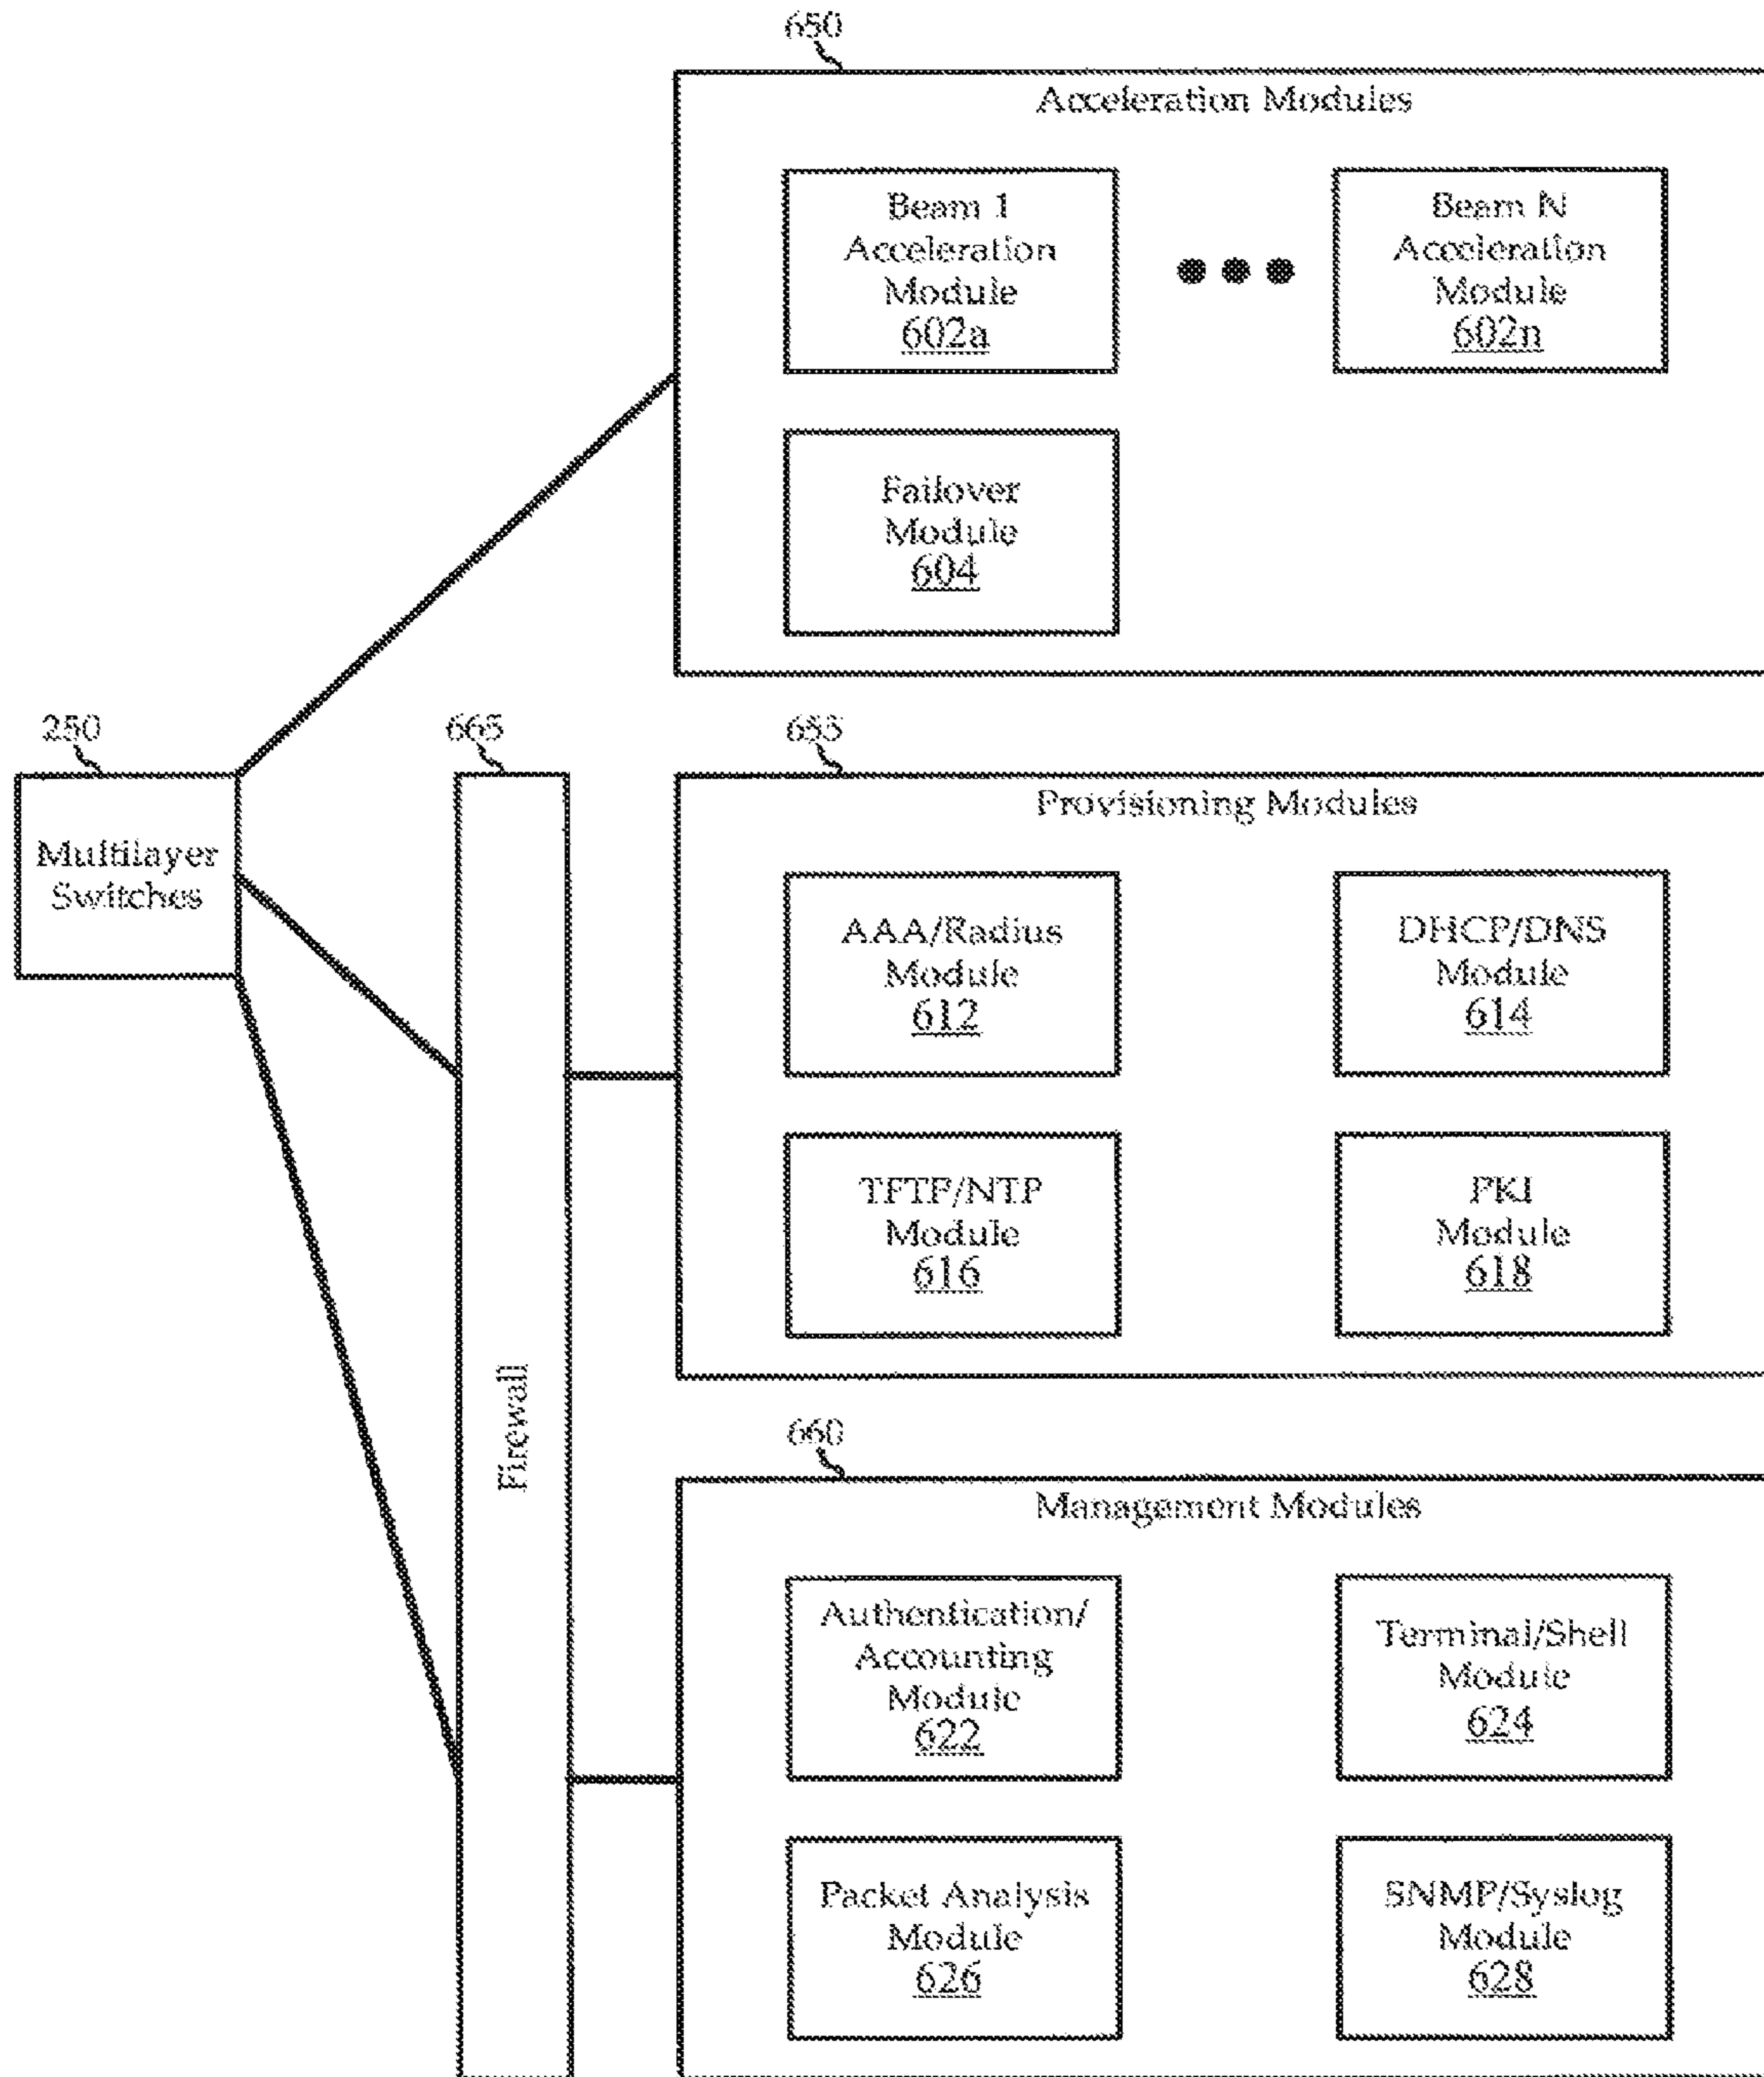 650
Acceleration Modules
Beam 1
Acceleration
Module
602a
Beam N
Acceleration
Module
602n
Failover
Module
604
250
Multilayer
Switches
665
Firewall
655
Provisioning Modules
AAA/Radius
Module
612
DHCP/DNS
Module
614
TFTP/NTP
Module
616
PKI
Module
618
660
Management Modules
Authentication/
Accounting
Module
622
Terminal/Shell
Module
624
Packet Analysis
Module
626
SNMP/Syslog
Module
628